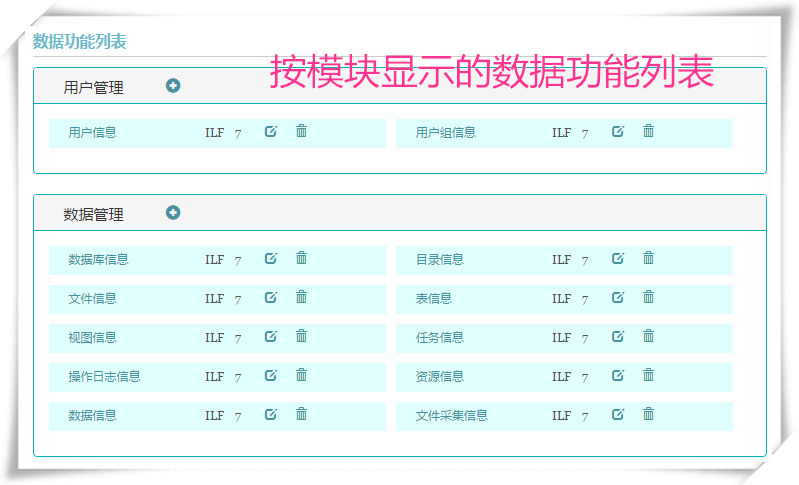 数据功能列表
按模块显示的数据功能列表
用户管理
用户信息 ILF 7 用户组信息 ILF 7
数据管理
数据库信息 ILF 7 目录信息 ILF 7
文件信息 ILF 7 表信息 ILF 7
视图信息 ILF 7 任务信息 ILF 7
操作日志信息 ILF 7 资源信息 ILF 7
数据信息 ILF 7 文件采集信息 ILF 7